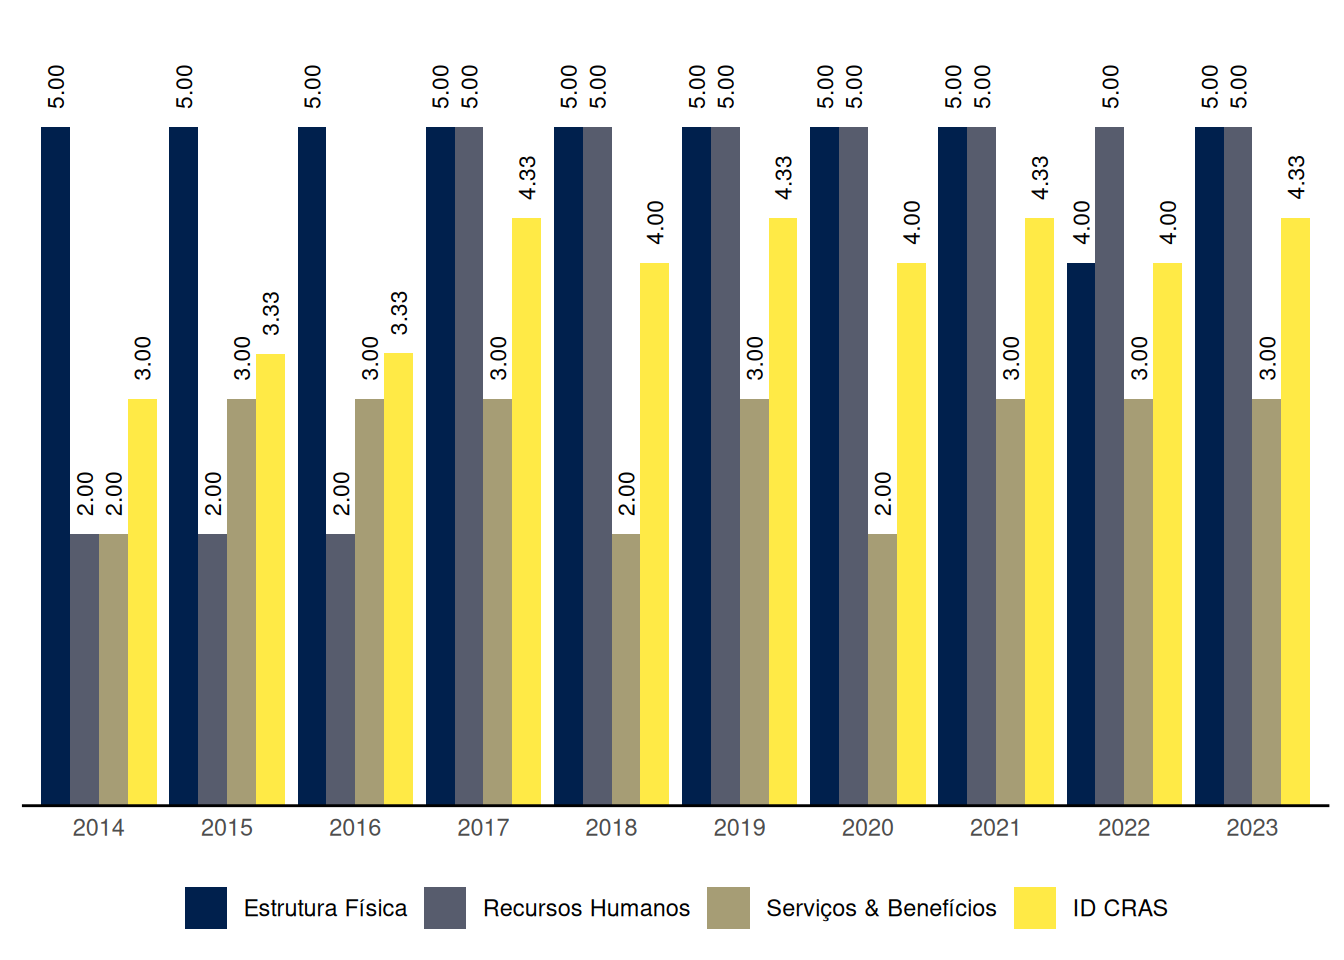 5.00 5.00 5.00 5.00 5.00 5.00 5.00 5.00 5.00 5.00 5.00 5.00 5.00 5.00 5.00 5.00
4.33 4.33 4.33 4.33
4.00 4.00 4.00 4.00
3.33 3.33
3.00 3.00 3.00 3.00 3.00 3.00 3.00 3.00
2.00 2.00 2.00 2.00 2.00 2.00
2014 2015 2016 2017 2018 2019 2020 2021 2022 2023
Estrutura Física Recursos Humanos Serviços & Benefícios ID CRAS